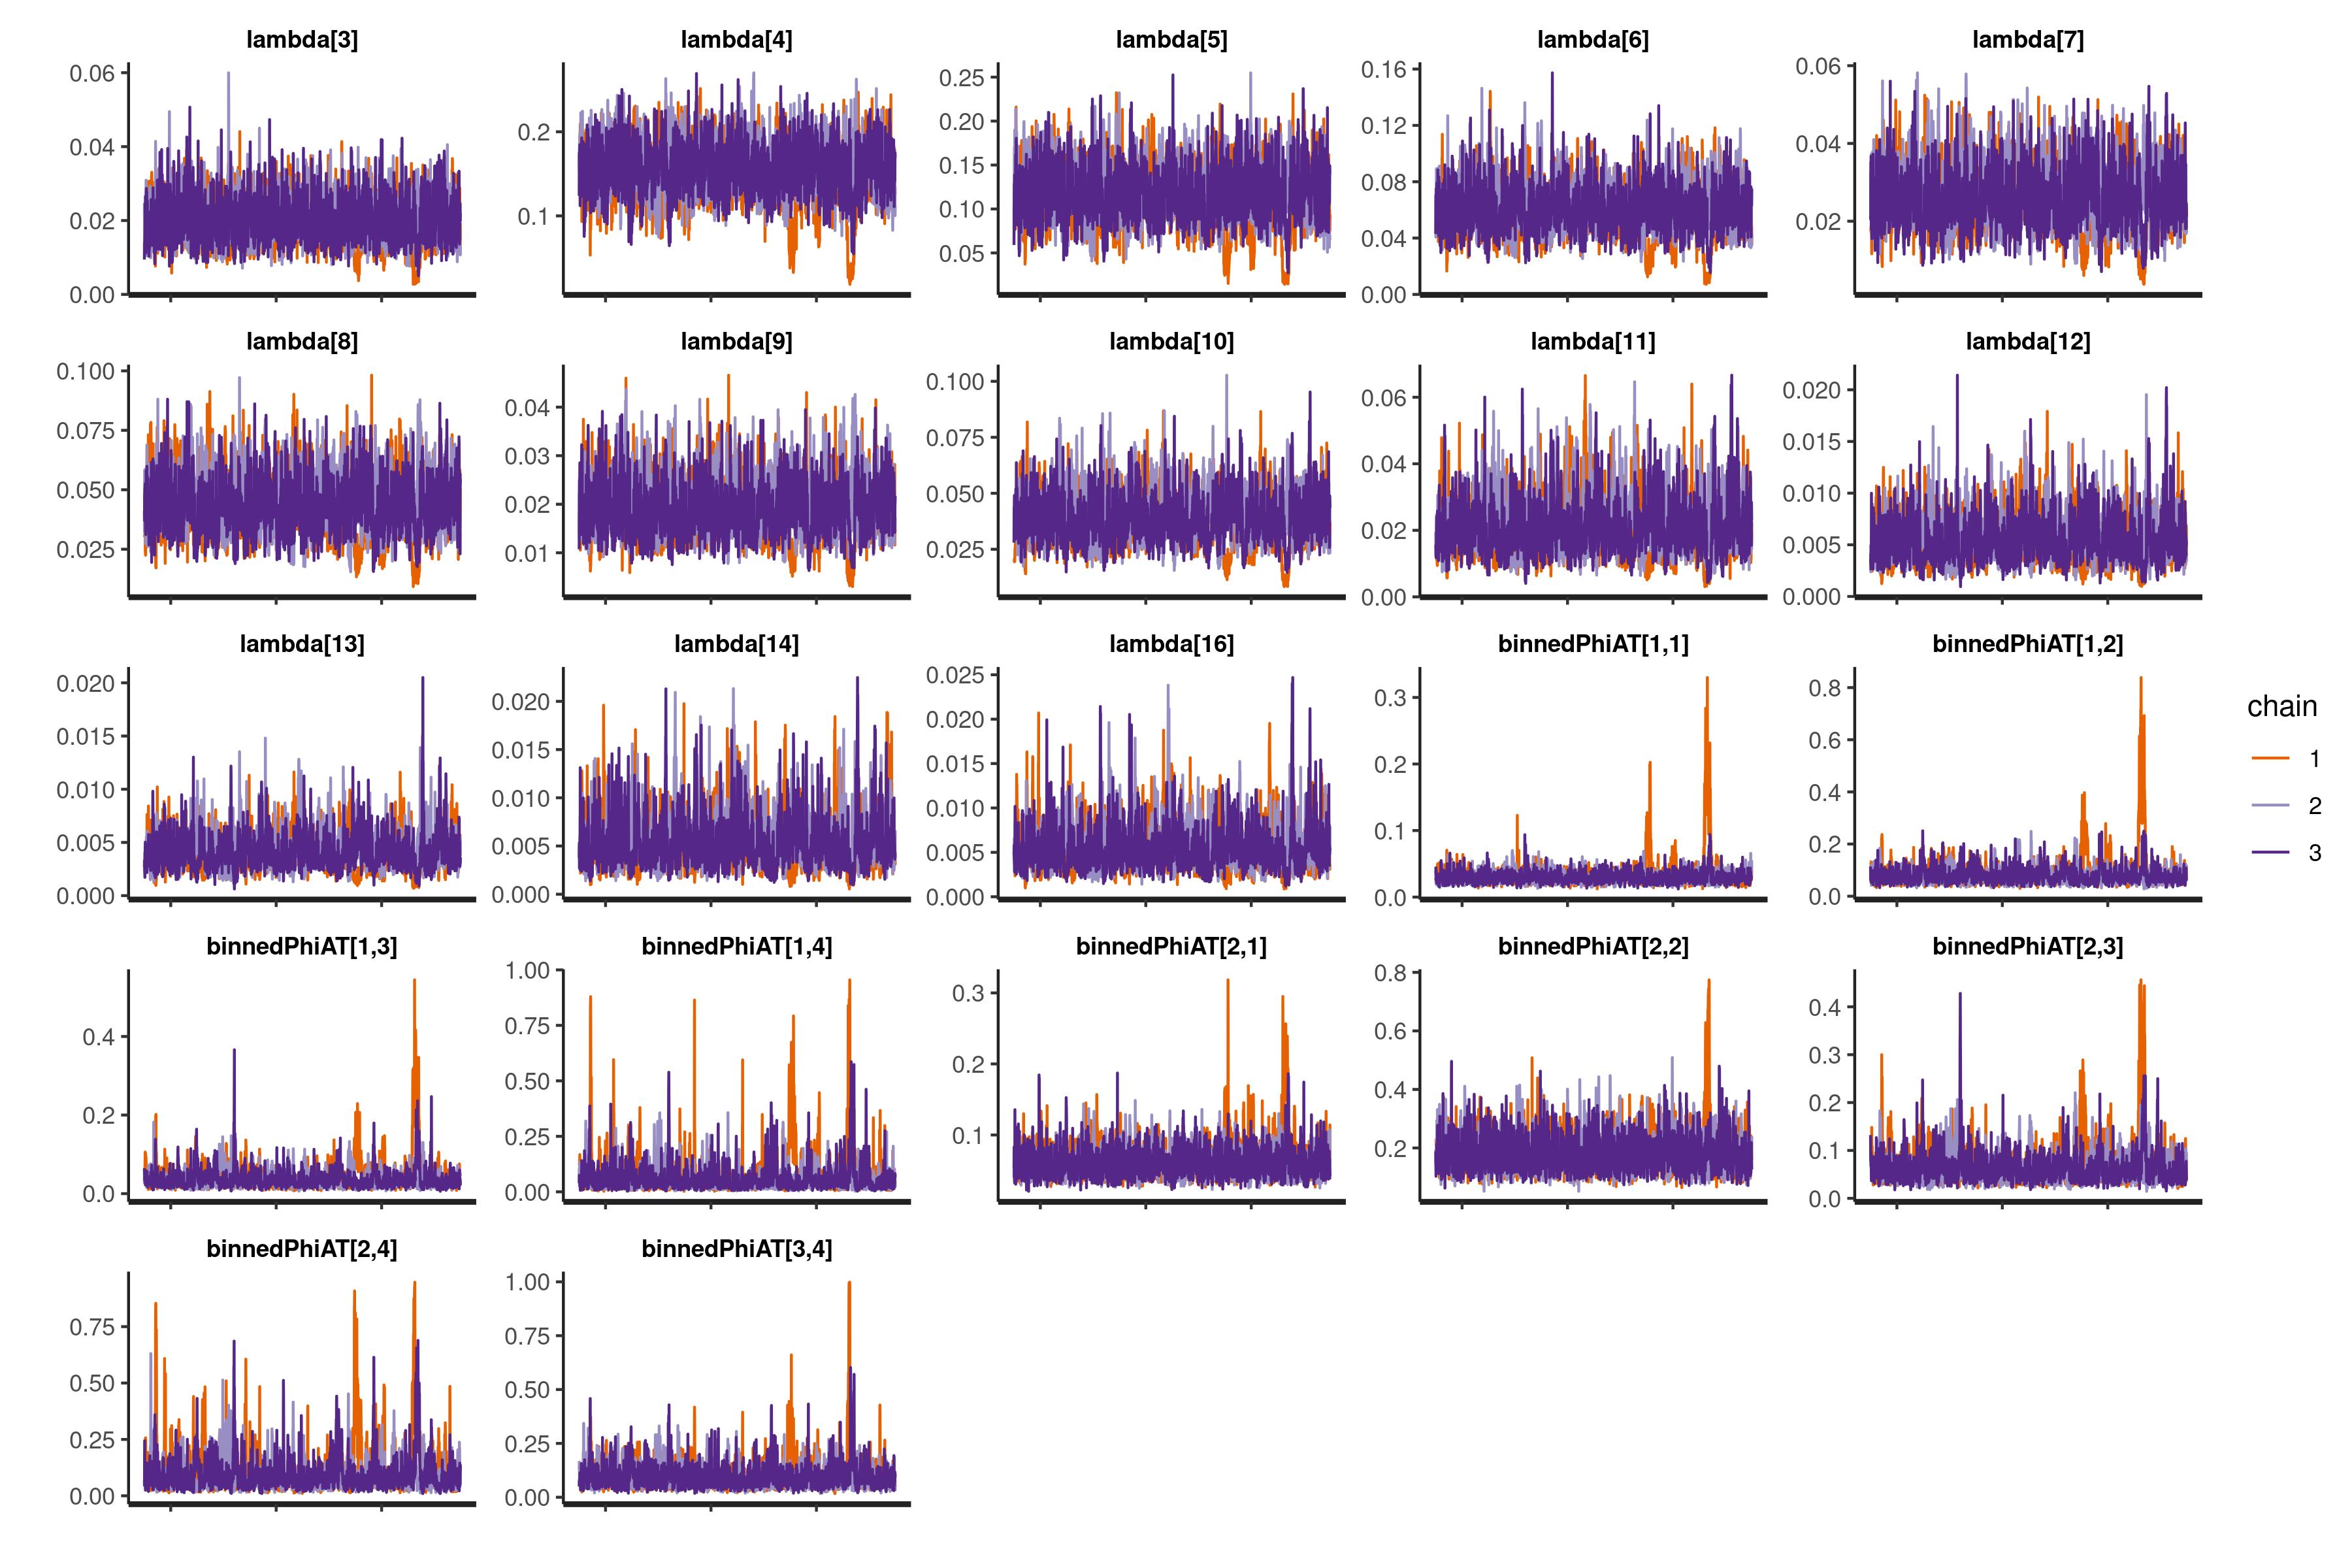 lambda[3] lambda[4] lambda[5] lambda[6] lambda[7]
0.06 0.04 0.02 0.00
0.2 0.1
0.25 0.20 0.15 0.10 0.05
0.16 0.12 0.08 0.04 0.00
0.06 0.04 0.02
lambda[8] lambda[9] lambda[10] lambda[11] lambda[12]
0.100 0.075 0.050 0.025
0.04 0.03 0.02 0.01
0.100 0.075 0.050 0.025
0.06 0.04 0.02 0.00
0.020 0.015 0.010 0.005 0.000
lambda[13] lambda[14] lambda[16] binnedPhiAT[1,1] binnedPhiAT[1,2]
0.020 0.015 0.010 0.005 0.000
0.020 0.015 0.010 0.005 0.000
0.025 0.020 0.015 0.010 0.005 0.000
0.3 0.2 0.1 0.0
0.8 0.6 0.4 0.2 0.0
chain
1
2
3
binnedPhiAT[1,3] binnedPhiAT[1,4] binnedPhiAT[2,1] binnedPhiAT[2,2] binnedPhiAT[2,3]
0.4 0.2 0.0
1.00 0.75 0.50 0.25 0.00
0.3 0.2 0.1
0.8 0.6 0.4 0.2
0.4 0.3 0.2 0.1 0.0
binnedPhiAT[2,4] binnedPhiAT[3,4]
0.75 0.50 0.25 0.00
1.00 0.75 0.50 0.25 0.00